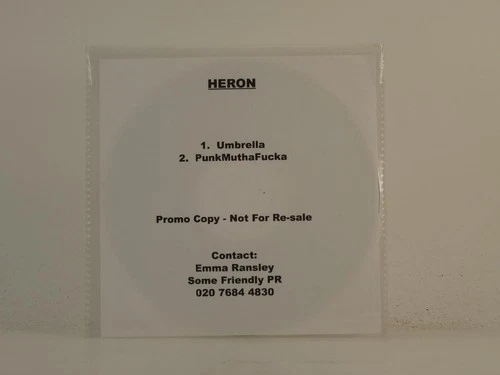 HERON
1. Umbrella
2. PunkMuthaFucka
Promo Copy - Not For Re-sale
Contact:
Emma Ransley
Some Friendly PR
020 7684 4830